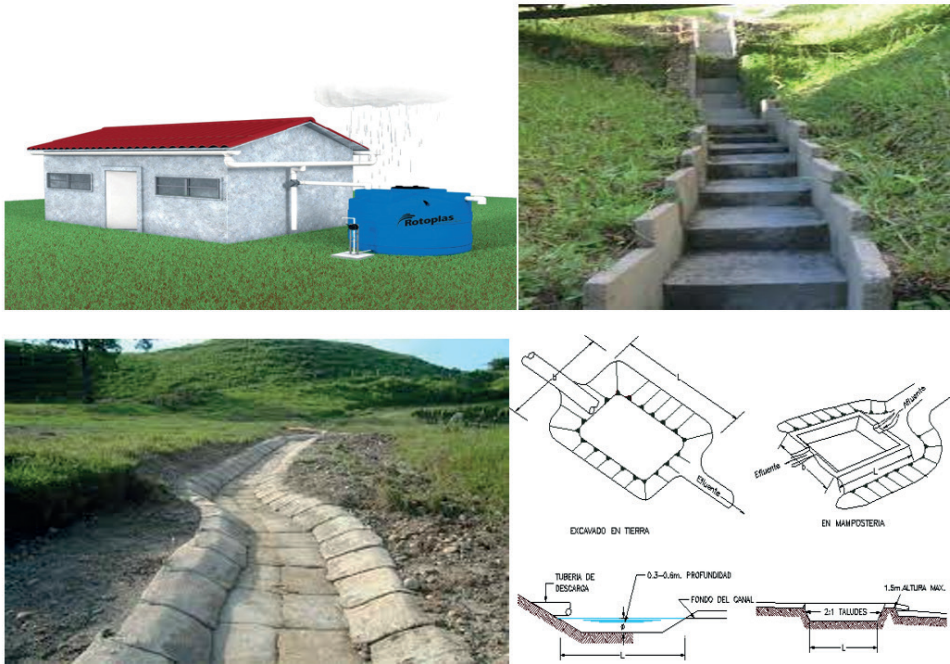 Rotoplas
b
L
Efluente
EXCAVADO EN TIERRA
Afluente
Efluente
b
L
EN MAMPOSTERIA
TUBERIA DE
DESCARGA
0.3-0.6m. PROFUNDIDAD
FONDO DEL CANAL
L
1.5m.ALTURA MAX.
2:1 TALUDES
L